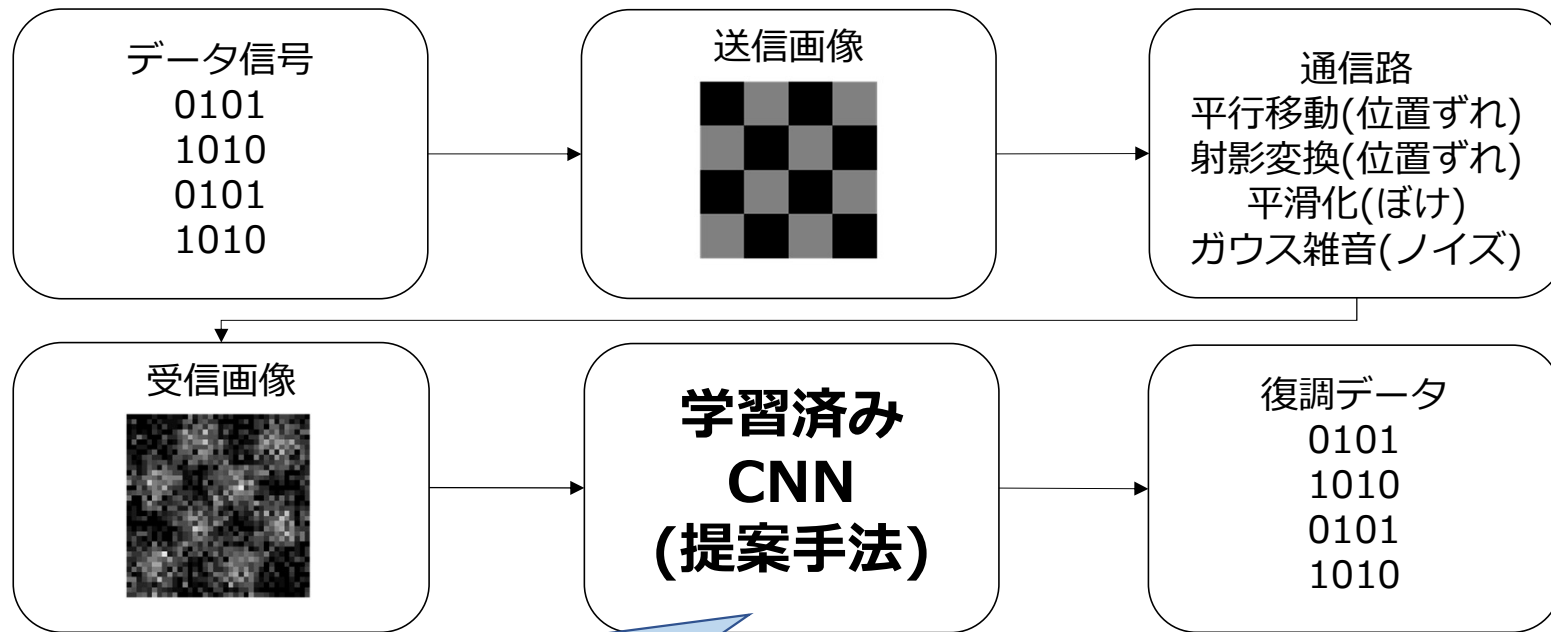 データ信号
0101
1010
0101
1010
送信画像
通信路
平行移動(位置ずれ)
射影変換(位置ずれ)
平滑化(ぼけ)
ガウス雑音(ノイズ)
受信画像
学習済み
CNN
(提案手法)
復調データ
0101
1010
0101
1010